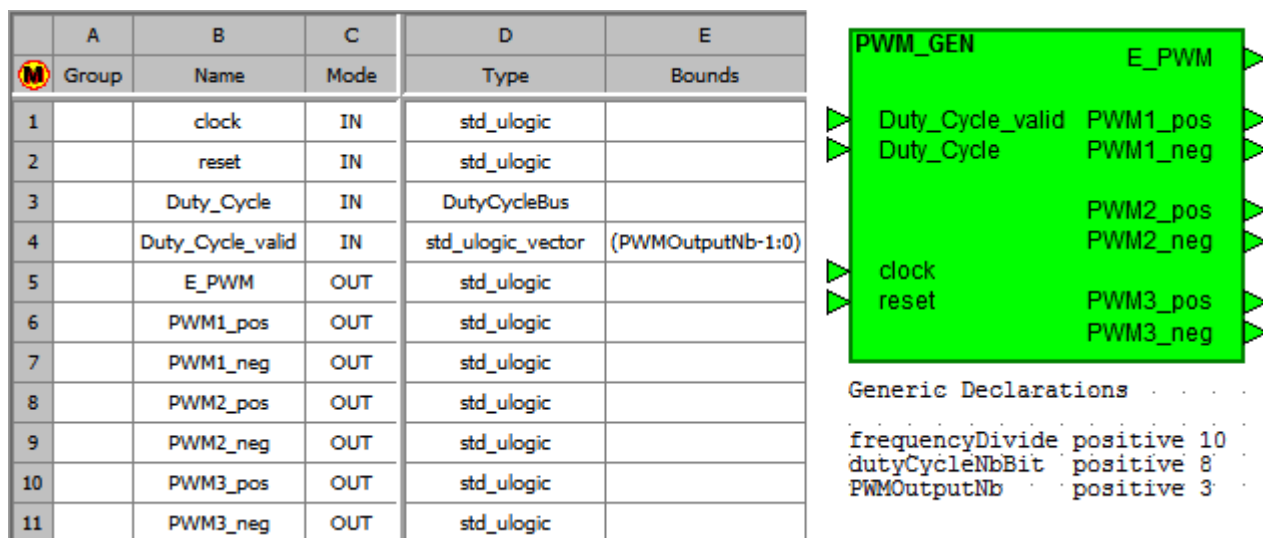 A B C D E
M Group Name Mode Type Bounds
1 clock IN std_ulogic
2 reset IN std_ulogic
3 Duty_Cycle IN DutyCycleBus
4 Duty_Cycle_valid IN std_ulogic_vector (PWMOutputNb-1:0)
5 E_PWM OUT std_ulogic
6 PWM1_pos OUT std_ulogic
7 PWM1_neg OUT std_ulogic
8 PWM2_pos OUT std_ulogic
9 PWM2_neg OUT std_ulogic
10 PWM3_pos OUT std_ulogic
11 PWM3_neg OUT std_ulogic
PWM_GEN
E_PWM
Duty_Cycle_valid PWM1_pos
Duty_Cycle PWM1_neg
PWM2_pos
PWM2_neg
clock
reset PWM3_pos
PWM3_neg
Generic Declarations
frequencyDivide positive 10
dutyCycleNbBit positive 8
PWMOutputNb positive 3